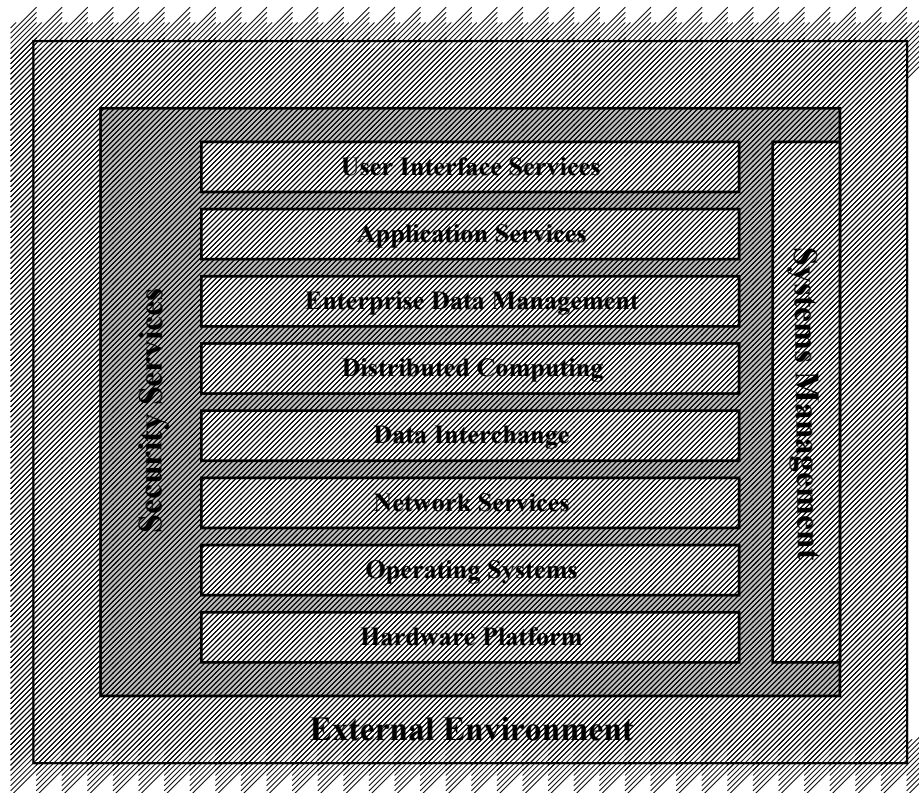 User Interface Services
Application Services
Enterprise Data Management
Distributed Computing
Data Interchange
Network Services
Operating Systems
Hardware Platform
Security Services
Systems Management
External Environment